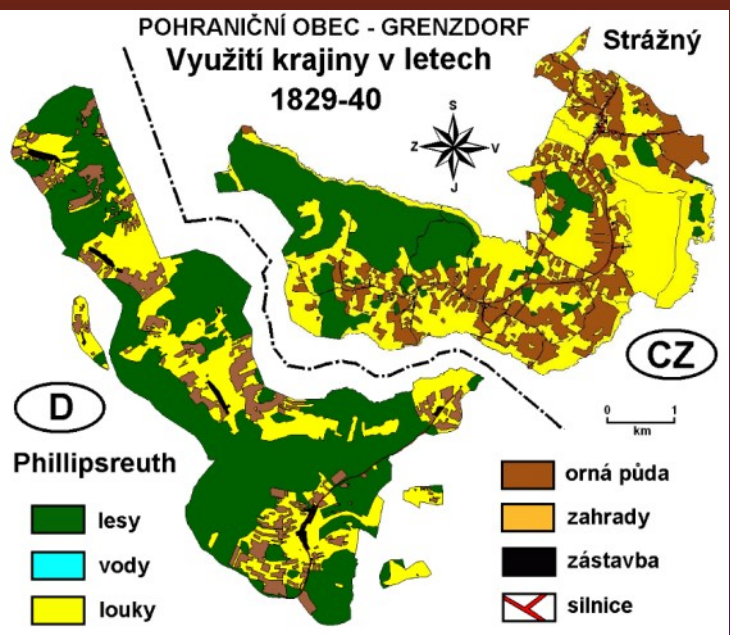 POHRANIČNÍ OBEC - GRENZDORF
Využití krajiny v letech
1829-40
Strážný
S
Z
V
J
CZ
D
0 1
km
Phillipsreuth
lesy
vody
louky
orná půda
zahrady
zástavba
silnice